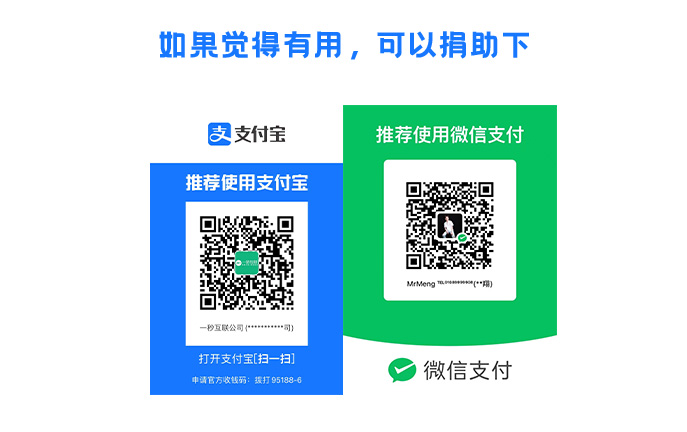 如果觉得有用，可以捐助下
支付宝
推荐使用支付宝
一秒互联公司 (***********司)
打开支付宝[扫一扫]
申请官方收钱码：拨打 95188-6
推荐使用微信支付
MrMeng (**翔)
微信支付